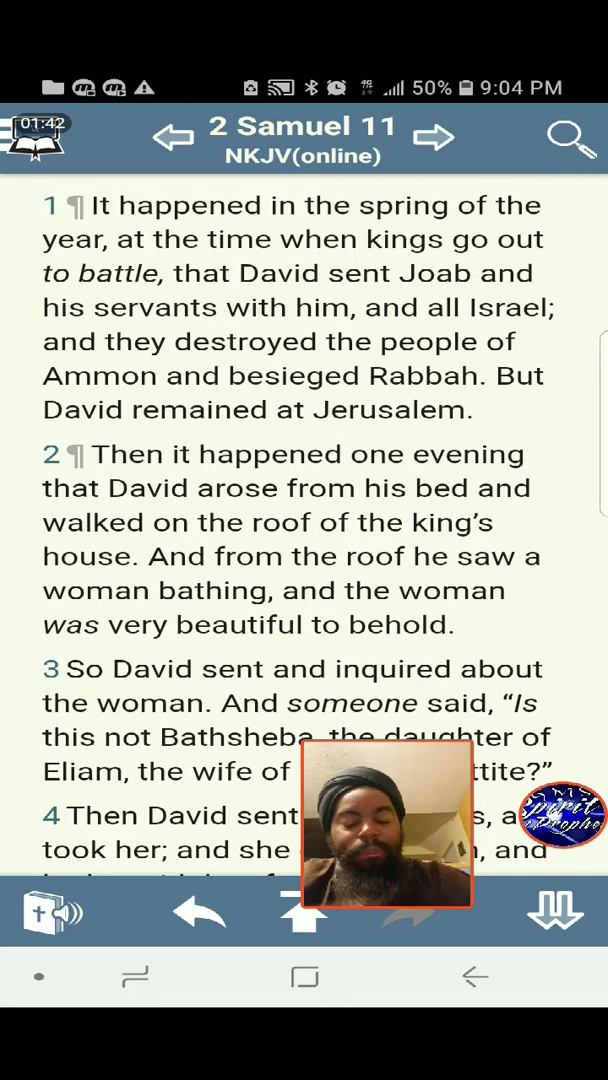 50% 9:04 PM
01:42
2 Samuel 11
NKJV(online)
1 ¶ It happened in the spring of the
year, at the time when kings go out
to battle, that David sent Joab and
his servants with him, and all Israel;
and they destroyed the people of
Ammon and besieged Rabbah. But
David remained at Jerusalem.
2 ¶ Then it happened one evening
that David arose from his bed and
walked on the roof of the king's
house. And from the roof he saw a
woman bathing, and the woman
was very beautiful to behold.
3 So David sent and inquired about
the woman. And someone said, "Is
this not Bathsheba, the daughter of
Eliam, the wife of ttite?"
4 Then David sent s, a
took her; and she , and
Spirit